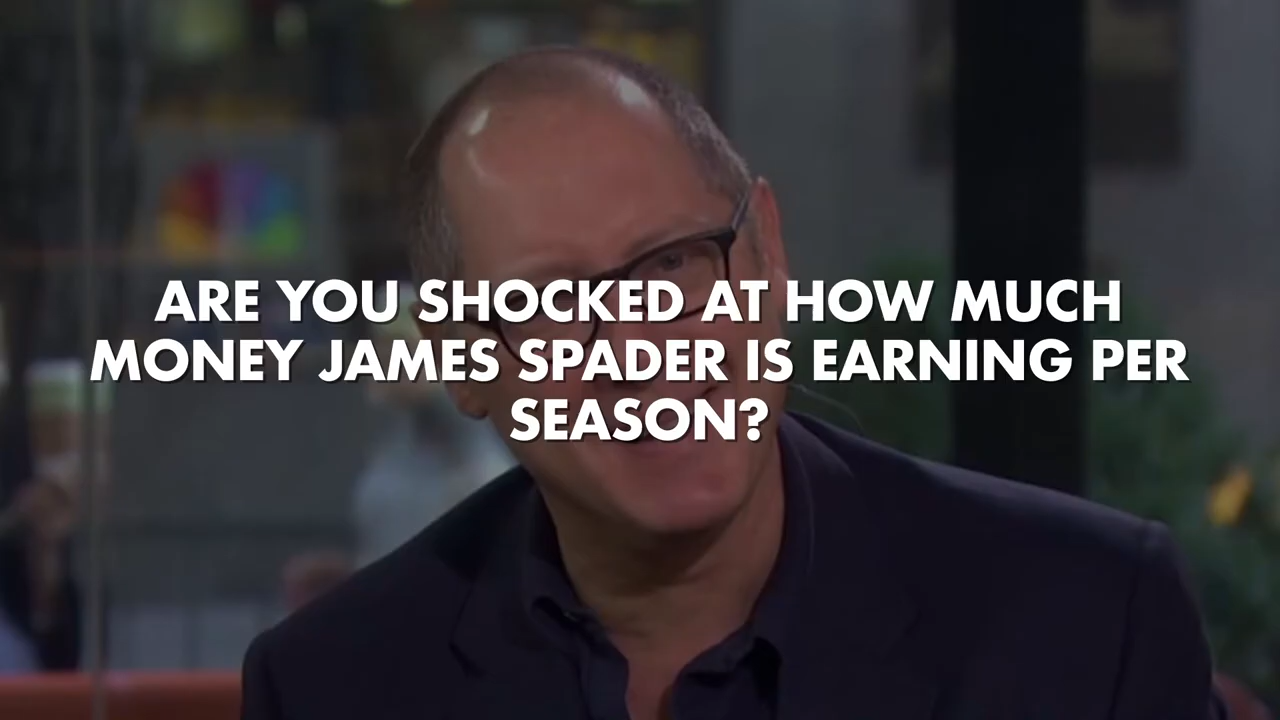 ARE YOU SHOCKED AT HOW MUCH
MONEY JAMES SPADER IS EARNING PER
SEASON?